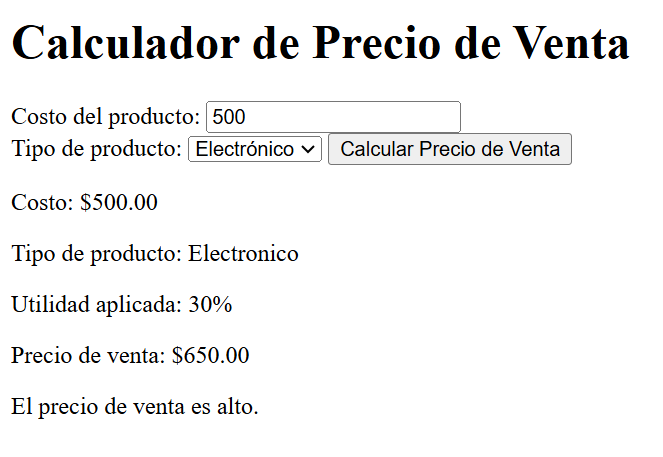 Calculador de Precio de Venta
Costo del producto: 500
Tipo de producto: Electrónico Calcular Precio de Venta
Costo: $500.00
Tipo de producto: Electronico
Utilidad aplicada: 30%
Precio de venta: $650.00
El precio de venta es alto.